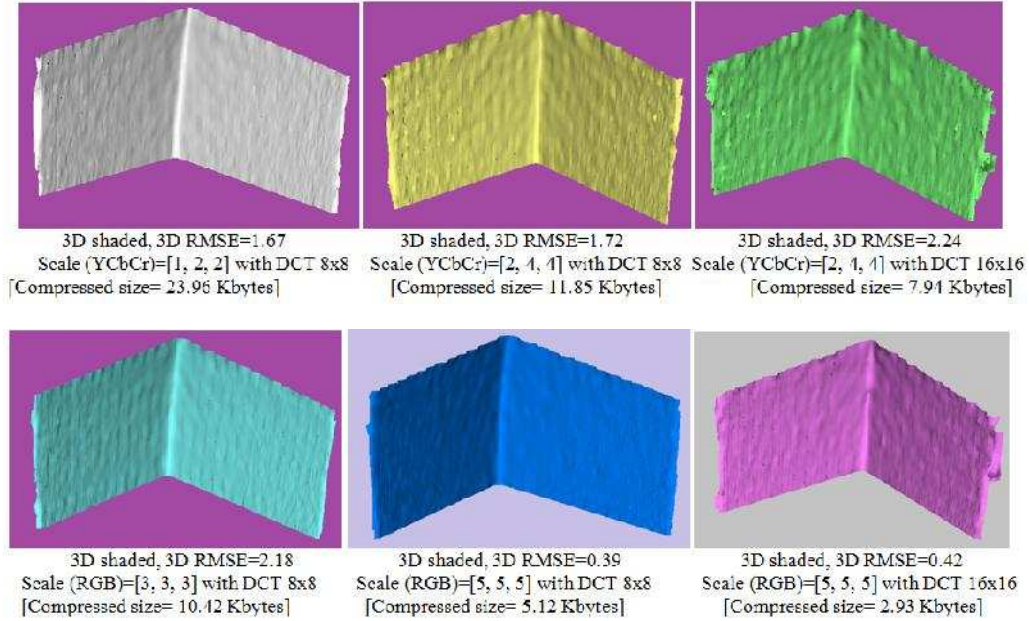 3D shaded, 3D RMSE=1.67
Scale (YCbCr)=[1, 2, 2] with DCT 8x8
[Compressed size= 23.96 Kbytes]
3D shaded, 3D RMSE=1.72
Scale (YCbCr)=[2, 4, 4] with DCT 8x8
[Compressed size= 11.85 Kbytes]
3D shaded, 3D RMSE=2.24
Scale (YCbCr)=[2, 4, 4] with DCT 16x16
[Compressed size= 7.94 Kbytes]
3D shaded, 3D RMSE=2.18
Scale (RGB)=[3, 3, 3] with DCT 8x8
[Compressed size= 10.42 Kbytes]
3D shaded, 3D RMSE=0.39
Scale (RGB)=[5, 5, 5] with DCT 8x8
[Compressed size= 5.12 Kbytes]
3D shaded, 3D RMSE=0.42
Scale (RGB)=[5, 5, 5] with DCT 16x16
[Compressed size= 2.93 Kbytes]